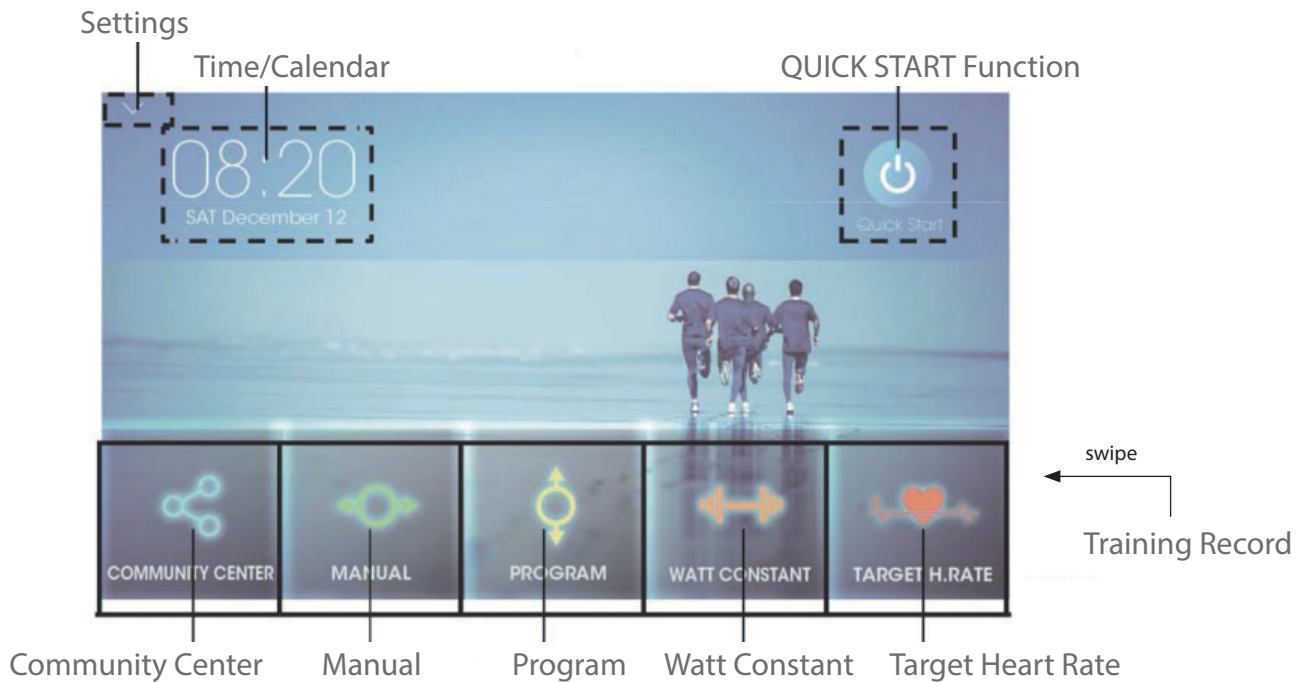 Settings
Time/Calendar
QUICK START Function
08:20
SAT December 12
Quick Start
swipe
Training Record
COMMUNITY CENTER
MANUAL
PROGRAM
WATT CONSTANT
TARGET H.RATE
Community Center
Manual
Program
Watt Constant
Target Heart Rate